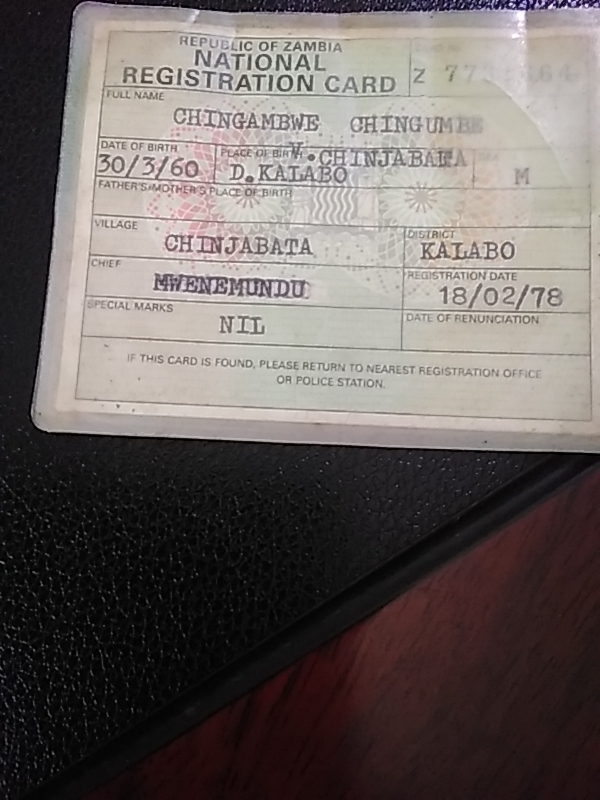 REPUBLIC OF ZAMBIA
NATIONAL
REGISTRATION CARD
Z
FULL NAME
CHINGAMBWE CHINGUMBE
DATE OF BIRTH
30/3/60
PLACE OF BIRTH
V.CHINJABATA
D.KALABO
M
FATHER'S/MOTHER'S PLACE OF BIRTH
VILLAGE
CHINJABATA
DISTRICT
KALABO
CHIEF
MWENEMUNDU
REGISTRATION DATE
18/02/78
SPECIAL MARKS
NIL
DATE OF RENUNCIATION
IF THIS CARD IS FOUND, PLEASE RETURN TO NEAREST REGISTRATION OFFICE
OR POLICE STATION.